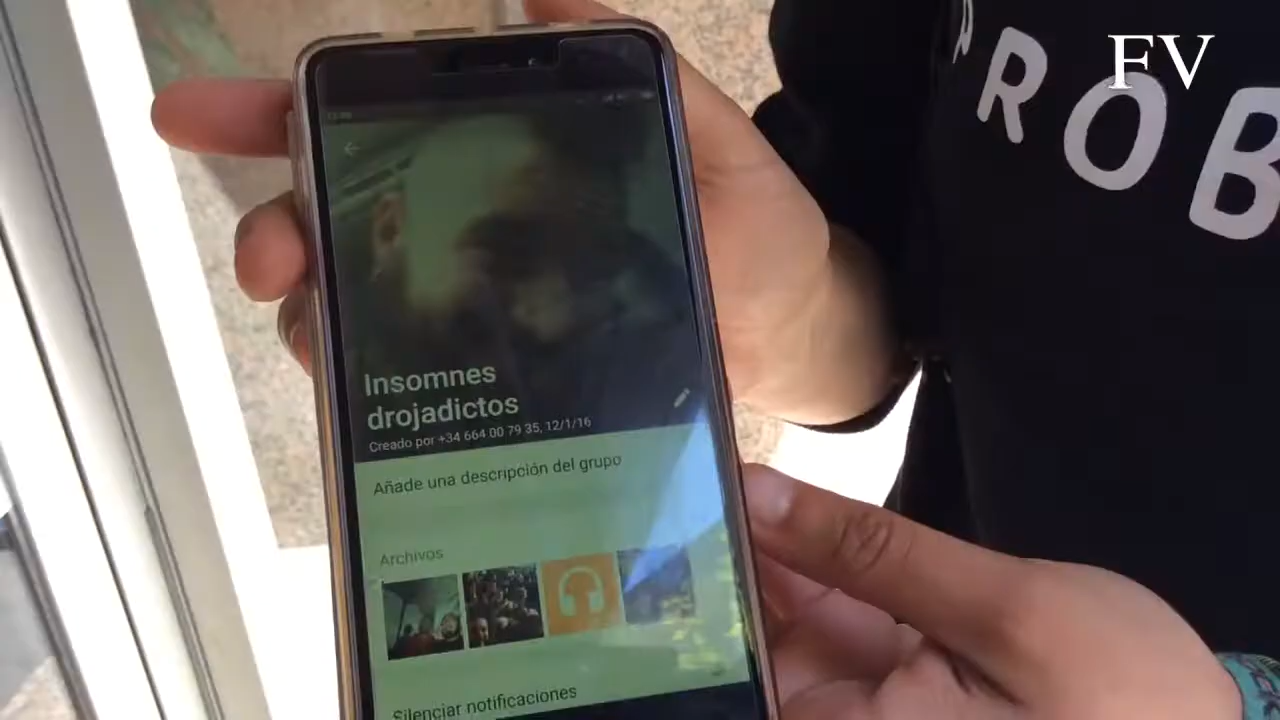 FV
ROB
Insomnes
drojadictos
Creado por +34 664 00 79 35, 12/1/16
Añade una descripción del grupo
Archivos
Silenciar notificaciones